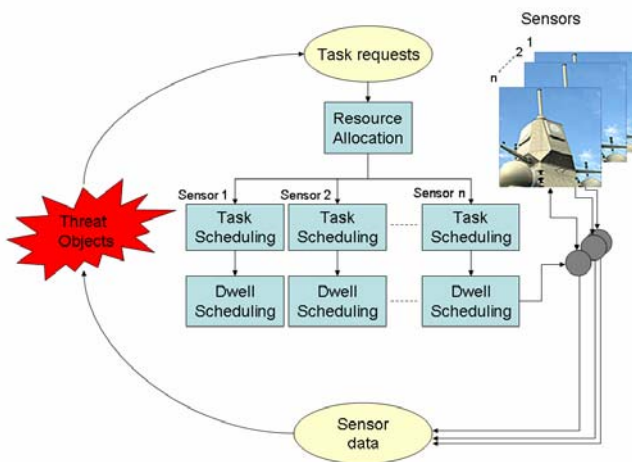 Sensors
1
2
n
Task requests
Resource
Allocation
Sensor 1
Sensor 2
Sensor n
Threat
Objects
Task
Scheduling
Task
Scheduling
Task
Scheduling
Dwell
Scheduling
Dwell
Scheduling
Dwell
Scheduling
Sensor
data